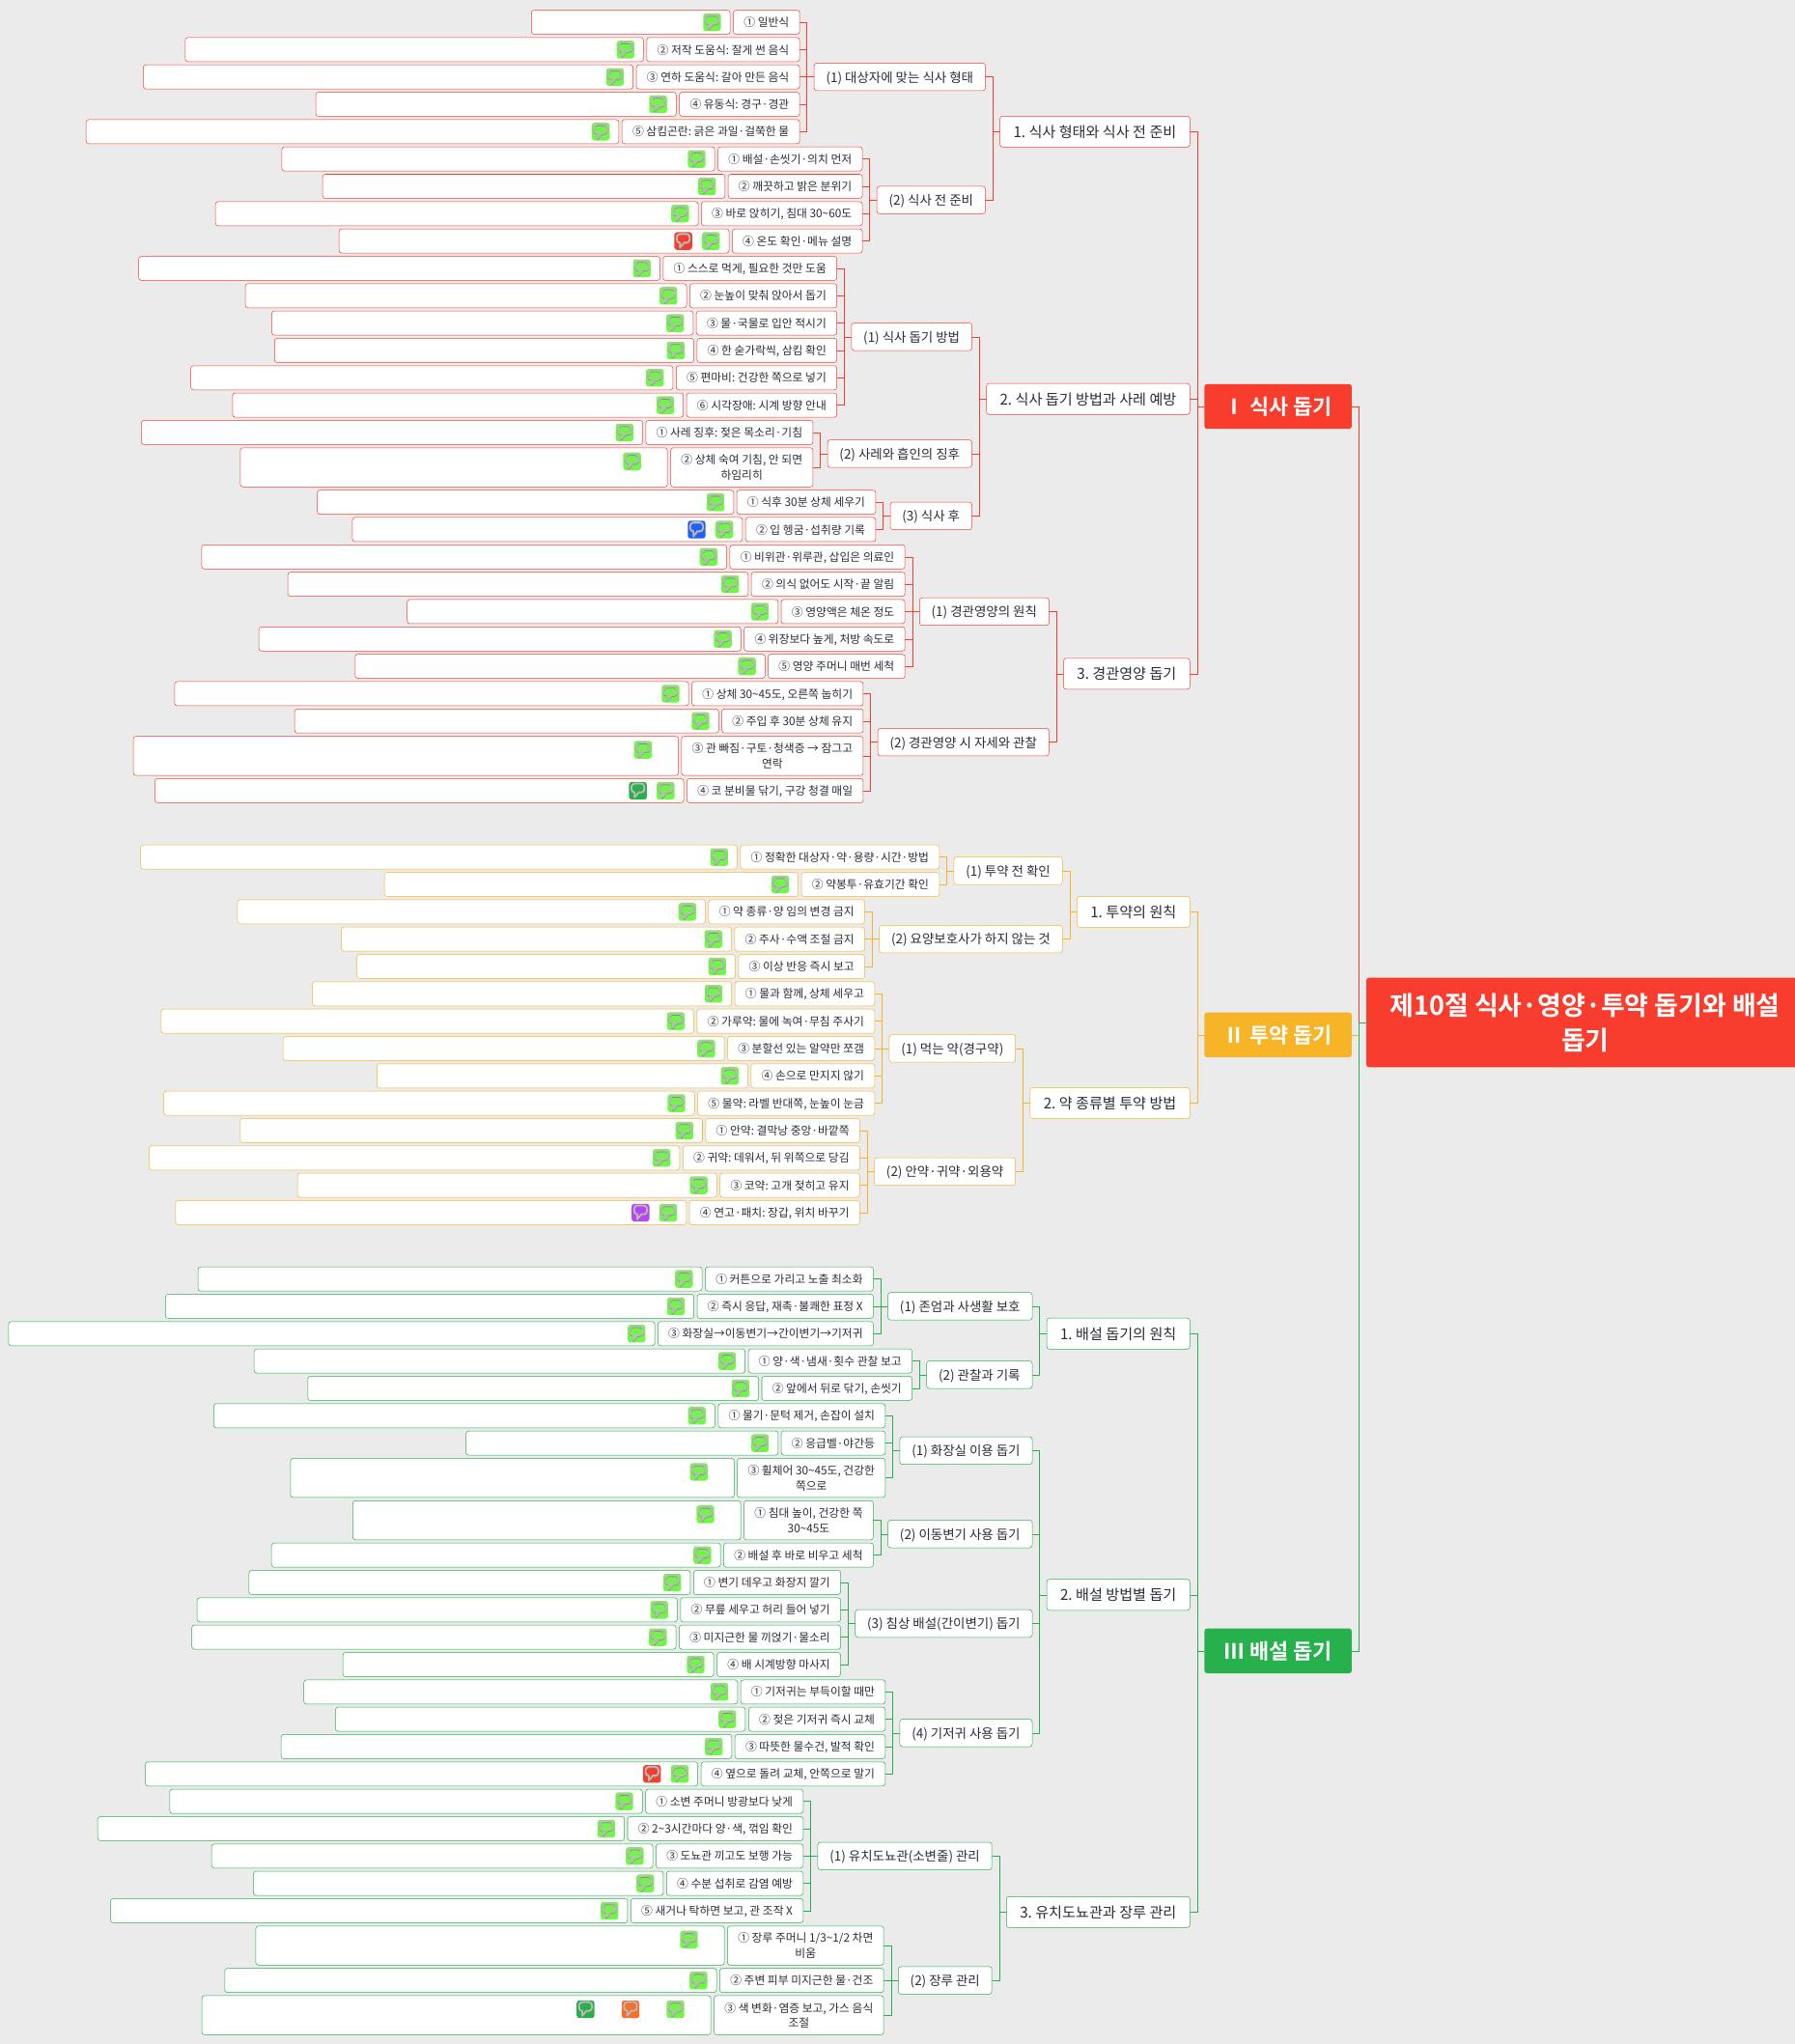 제10절 식사·영양·투약 돕기와 배설
돕기
Ⅰ 식사 돕기
1. 식사 형태와 식사 전 준비
(1) 대상자에 맞는 식사 형태
① 일반식
② 저작 도움식: 잘게 썬 음식
③ 연하 도움식: 갈아 만든 음식
④ 유동식: 경구·경관
⑤ 삼킴곤란: 긁은 과일·걸쭉한 물
(2) 식사 전 준비
① 배설·손씻기·의치 먼저
② 깨끗하고 밝은 분위기
③ 바로 앉히기, 침대 30~60도
④ 온도 확인·메뉴 설명
2. 식사 돕기 방법과 사레 예방
(1) 식사 돕기 방법
① 스스로 먹게, 필요한 것만 도움
② 눈높이 맞춰 앉아서 돕기
③ 물·국물로 입안 적시기
④ 한 숟가락씩, 삼킴 확인
⑤ 편마비: 건강한 쪽으로 넣기
⑥ 시각장애: 시계 방향 안내
(2) 사레와 흡인의 징후
① 사레 징후: 젖은 목소리·기침
② 상체 숙여 기침, 안 되면
하임리히
(3) 식사 후
① 식후 30분 상체 세우기
② 입 헹굼·섭취량 기록
3. 경관영양 돕기
(1) 경관영양의 원칙
① 비위관·위루관, 삽입은 의료인
② 의식 없어도 시작·끝 알림
③ 영양액은 체온 정도
④ 위장보다 높게, 처방 속도로
⑤ 영양 주머니 매번 세척
(2) 경관영양 시 자세와 관찰
① 상체 30~45도, 오른쪽 눕히기
② 주입 후 30분 상체 유지
③ 관 빠짐·구토·청색증 → 잠그고
연락
④ 코 분비물 닦기, 구강 청결 매일
Ⅱ 투약 돕기
1. 투약의 원칙
(1) 투약 전 확인
① 정확한 대상자·약·용량·시간·방법
② 약봉투·유효기간 확인
(2) 요양보호사가 하지 않는 것
① 약 종류·양 임의 변경 금지
② 주사·수액 조절 금지
③ 이상 반응 즉시 보고
2. 약 종류별 투약 방법
(1) 먹는 약(경구약)
① 물과 함께, 상체 세우고
② 가루약: 물에 녹여·무침 주사기
③ 분할선 있는 알약만 쪼갬
④ 손으로 만지지 않기
⑤ 물약: 라벨 반대쪽, 눈높이 눈금
(2) 안약·귀약·외용약
① 안약: 결막낭 중앙·바깥쪽
② 귀약: 데워서, 뒤 위쪽으로 당김
③ 코약: 고개 젖히고 유지
④ 연고·패치: 장갑, 위치 바꾸기
Ⅲ 배설 돕기
1. 배설 돕기의 원칙
(1) 존엄과 사생활 보호
① 커튼으로 가리고 노출 최소화
② 즉시 응답, 재촉·불쾌한 표정 X
③ 화장실→이동변기→간이변기→기저귀
(2) 관찰과 기록
① 양·색·냄새·횟수 관찰 보고
② 앞에서 뒤로 닦기, 손씻기
2. 배설 방법별 돕기
(1) 화장실 이용 돕기
① 물기·문턱 제거, 손잡이 설치
② 응급벨·야간등
③ 휠체어 30~45도, 건강한
쪽으로
(2) 이동변기 사용 돕기
① 침대 높이, 건강한 쪽
30~45도
② 배설 후 바로 비우고 세척
(3) 침상 배설(간이변기) 돕기
① 변기 데우고 화장지 깔기
② 무릎 세우고 허리 들어 넣기
③ 미지근한 물 끼얹기·물소리
④ 배 시계방향 마사지
(4) 기저귀 사용 돕기
① 기저귀는 부득이할 때만
② 젖은 기저귀 즉시 교체
③ 따뜻한 물수건, 발적 확인
④ 옆으로 돌려 교체, 안쪽으로 말기
3. 유치도뇨관과 장루 관리
(1) 유치도뇨관(소변줄) 관리
① 소변 주머니 방광보다 낮게
② 2~3시간마다 양·색, 꺾임 확인
③ 도뇨관 끼고도 보행 가능
④ 수분 섭취로 감염 예방
⑤ 새거나 탁하면 보고, 관 조작 X
(2) 장루 관리
① 장루 주머니 1/3~1/2 차면
비움
② 주변 피부 미지근한 물·건조
③ 색 변화·염증 보고, 가스 음식
조절